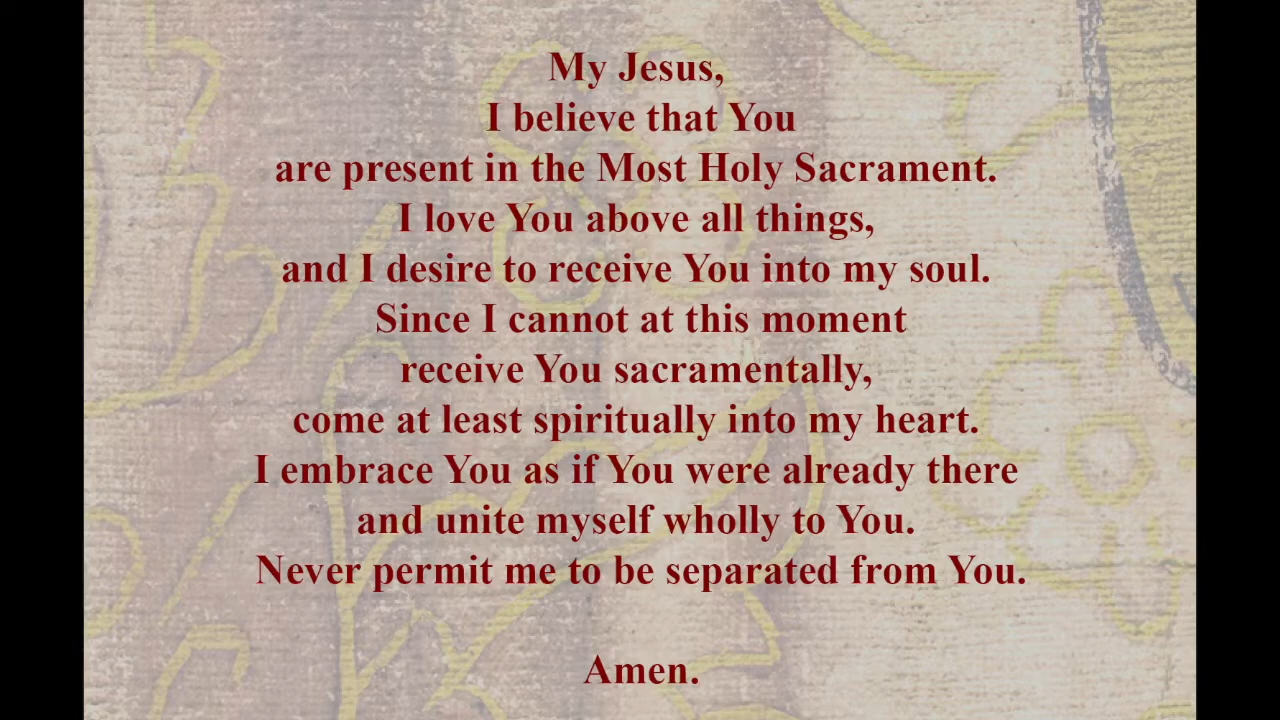 My Jesus,
I believe that You
are present in the Most Holy Sacrament.
I love You above all things,
and I desire to receive You into my soul.
Since I cannot at this moment
receive You sacramentally,
come at least spiritually into my heart.
I embrace You as if You were already there
and unite myself wholly to You.
Never permit me to be separated from You.
Amen.